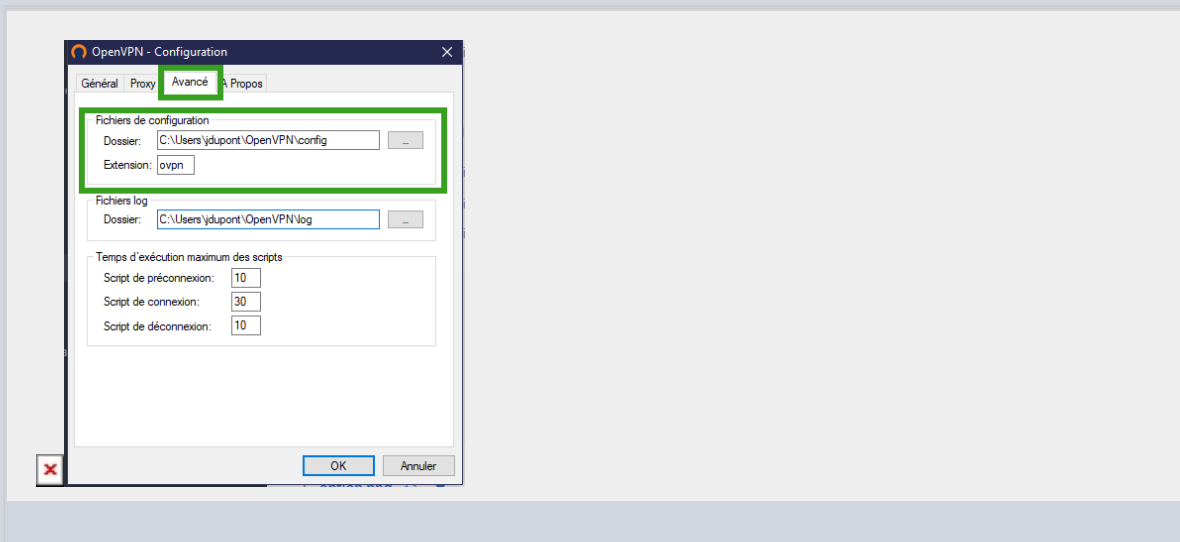 OpenVPN - Configuration
Général Proxy Avancé A Propos
Fichiers de configuration
Dossier: C:\Users\jdupont\OpenVPN\config ...
Extension: ovpn
Fichiers log
Dossier: C:\Users\jdupont\OpenVPN\log ...
Temps d'exécution maximum des scripts
Script de préconnexion: 10
Script de connexion: 30
Script de déconnexion: 10
OK Annuler